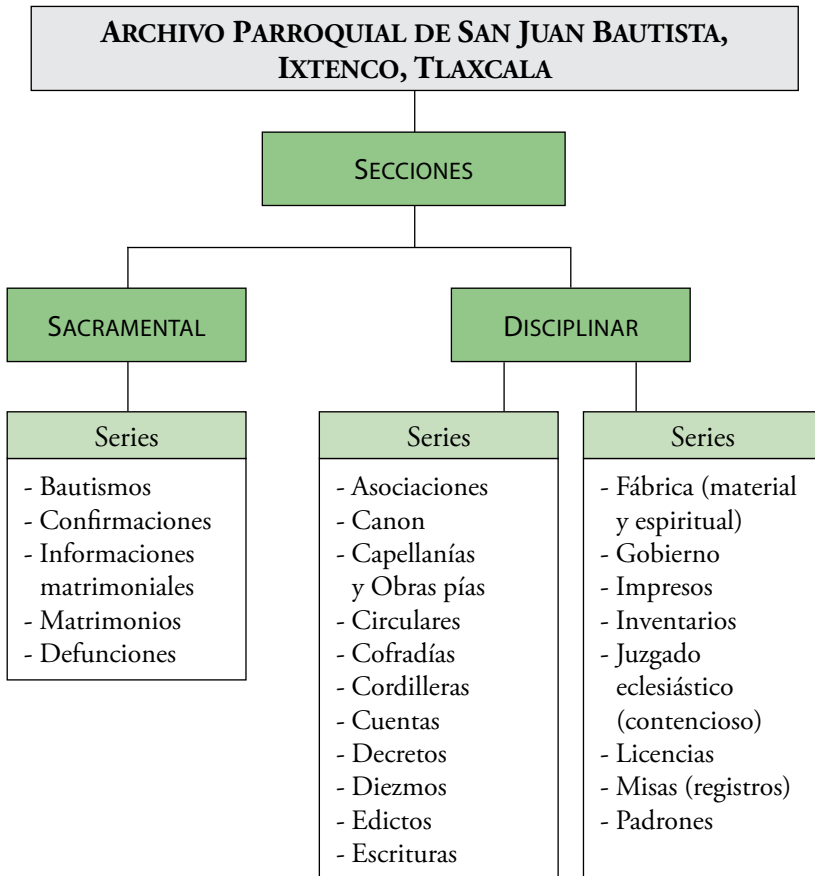 ARCHIVO PARROQUIAL DE SAN JUAN BAUTISTA,
IXTENCO, TLAXCALA
SECCIONES
SACRAMENTAL
DISCIPLINAR
Series
- Bautismos
- Confirmaciones
- Informaciones
matrimoniales
- Matrimonios
- Defunciones
Series
- Asociaciones
- Canon
- Capellanías
y Obras pías
- Circulares
- Cofradías
- Cordilleras
- Cuentas
- Decretos
- Diezmos
- Edictos
- Escrituras
Series
- Fábrica (material
y espiritual)
- Gobierno
- Impresos
- Inventarios
- Juzgado
eclesiástico
(contencioso)
- Licencias
- Misas (registros)
- Padrones